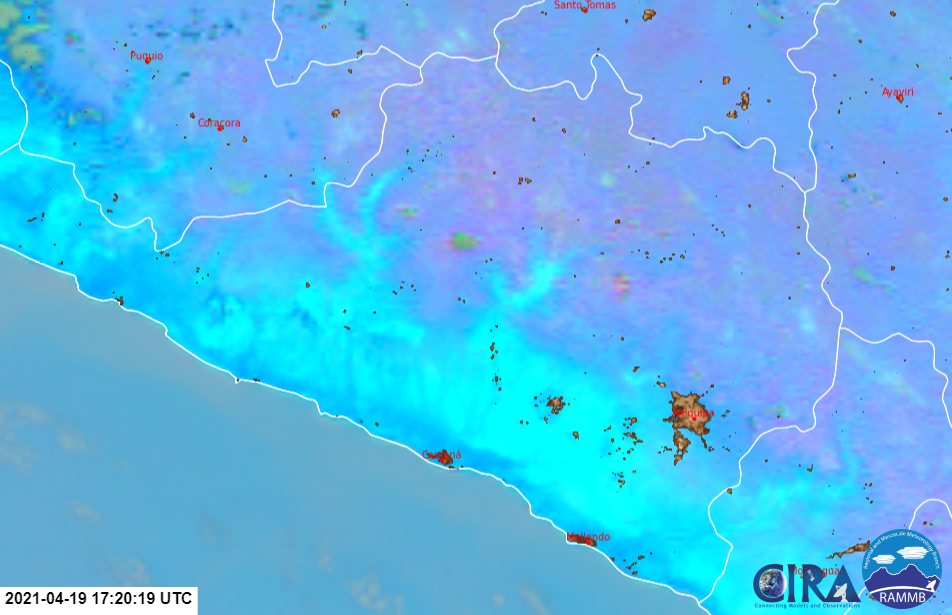 Santo Tomas
Puquio
Ayaviri
Coracora
Arequipa
Camaná
Mollendo
Moquegua
CIRA
Connecting Models and Observations
Regional and Mesoscale Meteorology Branch
RAMMB
2021-04-19 17:20:19 UTC